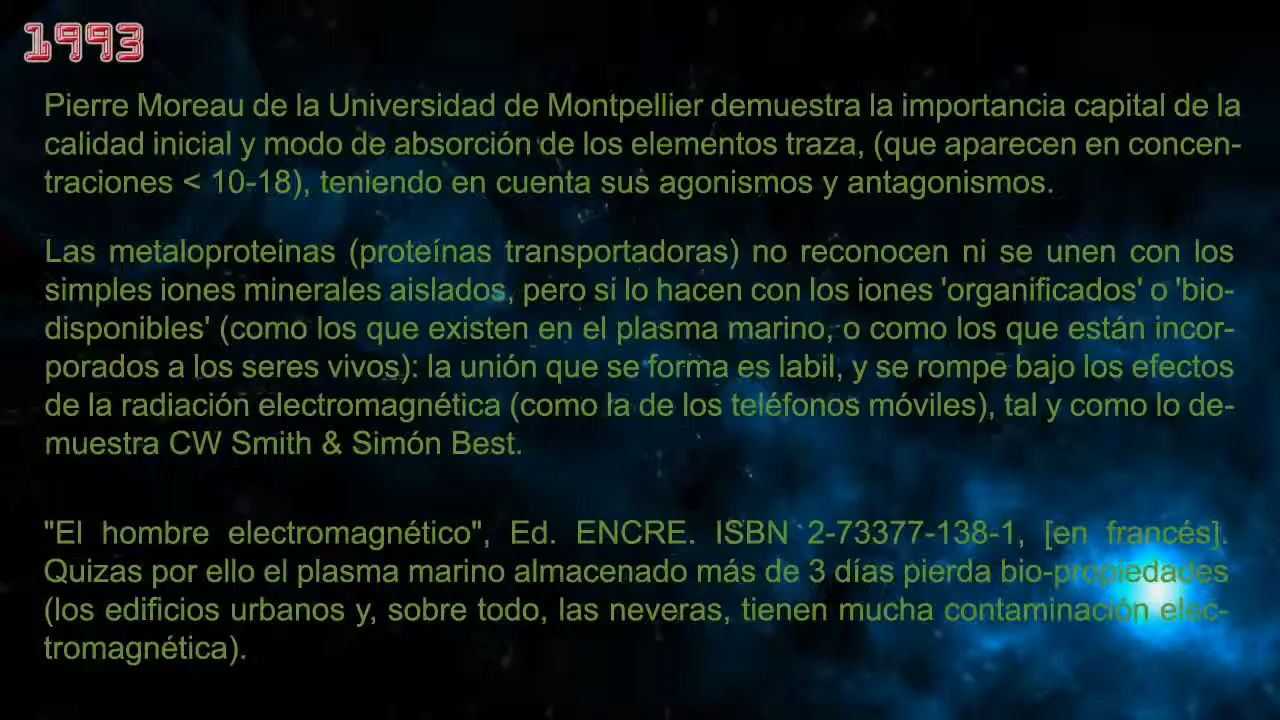 1993
Pierre Moreau de la Universidad de Montpellier demuestra la importancia capital de la
calidad inicial y modo de absorción de los elementos traza, (que aparecen en concen-
traciones < 10-18), teniendo en cuenta sus agonismos y antagonismos.
Las metaloproteinas (proteínas transportadoras) no reconocen ni se unen con los
simples iones minerales aislados, pero sí lo hacen con los iones 'organificados' o 'bio-
disponibles' (como los que existen en el plasma marino, o como los que están incor-
porados a los seres vivos): la unión que se forma es labil, y se rompe bajo los efectos
de la radiación electromagnética (como la de los teléfonos móviles), tal y como lo de-
muestra CW Smith & Simón Best.
"El hombre electromagnético", Ed. ENCRE. ISBN 2-73377-138-1, [en francés].
Quizas por ello el plasma marino almacenado más de 3 días pierda bio-propiedades
(los edificios urbanos y, sobre todo, las neveras, tienen mucha contaminación elec-
tromagnética).